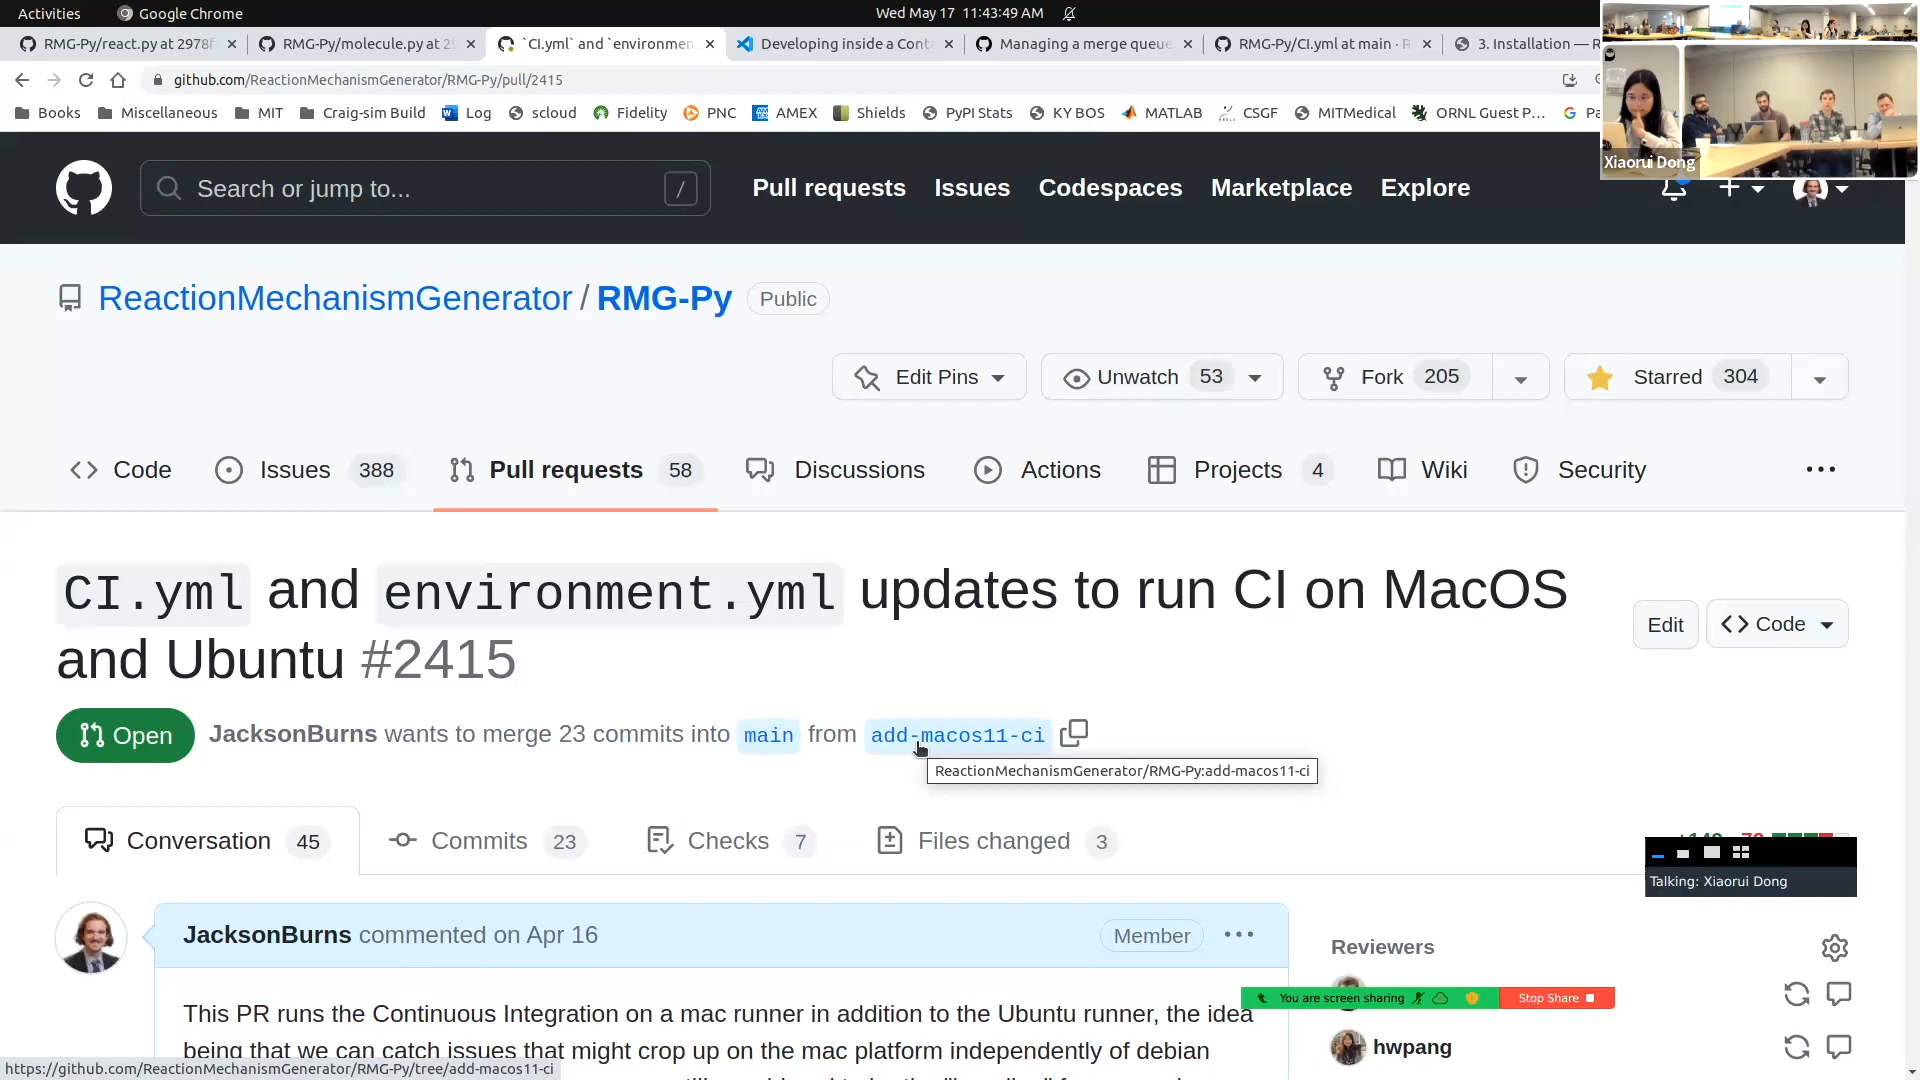 Activities
Google Chrome
Wed May 17 11:43:49 AM
RMG-Py/react.py at 2978f
RMG-Py/molecule.py at 2
`CI.yml` and `environmen
Developing inside a Cont
Managing a merge queue
RMG-Py/CI.yml at main · R
3. Installation — R
github.com/ReactionMechanismGenerator/RMG-Py/pull/2415
Books
Miscellaneous
MIT
Craig-sim Build
Log
scloud
Fidelity
PNC
AMEX
Shields
PyPI Stats
KY BOS
MATLAB
CSGF
MITMedical
ORNL Guest P...
Xiaorui Dong
Search or jump to...
/
Pull requests
Issues
Codespaces
Marketplace
Explore
ReactionMechanismGenerator / RMG-Py
Public
Edit Pins
Unwatch 53
Fork 205
Starred 304
Code
Issues 388
Pull requests 58
Discussions
Actions
Projects 4
Wiki
Security
CI.yml and environment.yml updates to run CI on MacOS
and Ubuntu #2415
Edit
Code
Open
JacksonBurns wants to merge 23 commits into main from add-macos11-ci
ReactionMechanismGenerator/RMG-Py:add-macos11-ci
Conversation 45
Commits 23
Checks 7
Files changed 3
Talking: Xiaorui Dong
JacksonBurns commented on Apr 16
Member
Reviewers
You are screen sharing
Stop Share
hwpang
This PR runs the Continuous Integration on a mac runner in addition to the Ubuntu runner, the idea
being that we can catch issues that might crop up on the mac platform independently of debian
https://github.com/ReactionMechanismGenerator/RMG-Py/tree/add-macos11-ci